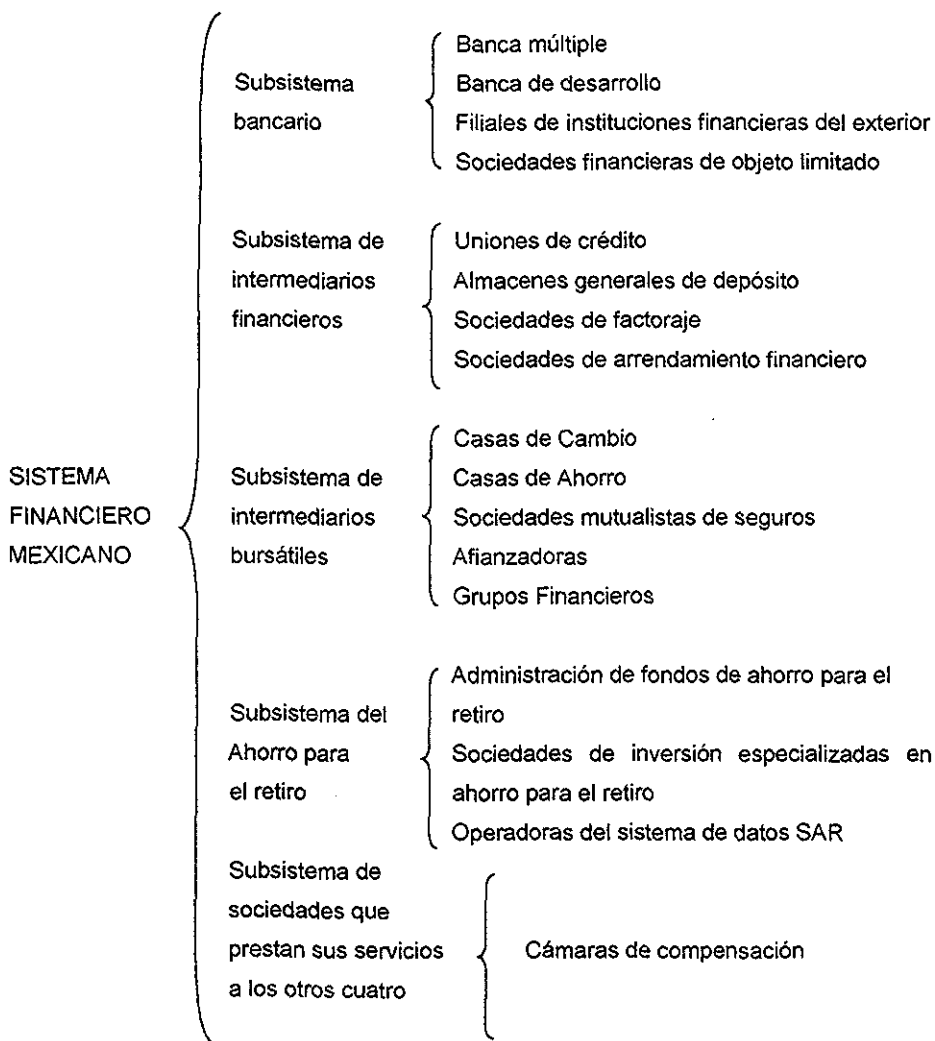 SISTEMA
FINANCIERO
MEXICANO
Subsistema
bancario
Banca múltiple
Banca de desarrollo
Filiales de instituciones financieras del exterior
Sociedades financieras de objeto limitado
Subsistema de
intermediarios
financieros
Uniones de crédito
Almacenes generales de depósito
Sociedades de factoraje
Sociedades de arrendamiento financiero
Subsistema de
intermediarios
bursátiles
Casas de Cambio
Casas de Ahorro
Sociedades mutualistas de seguros
Afianzadoras
Grupos Financieros
Subsistema del
Ahorro para
el retiro
Administración de fondos de ahorro para el
retiro
Sociedades de inversión especializadas en
ahorro para el retiro
Operadoras del sistema de datos SAR
Subsistema de
sociedades que
prestan sus servicios
a los otros cuatro
Cámaras de compensación